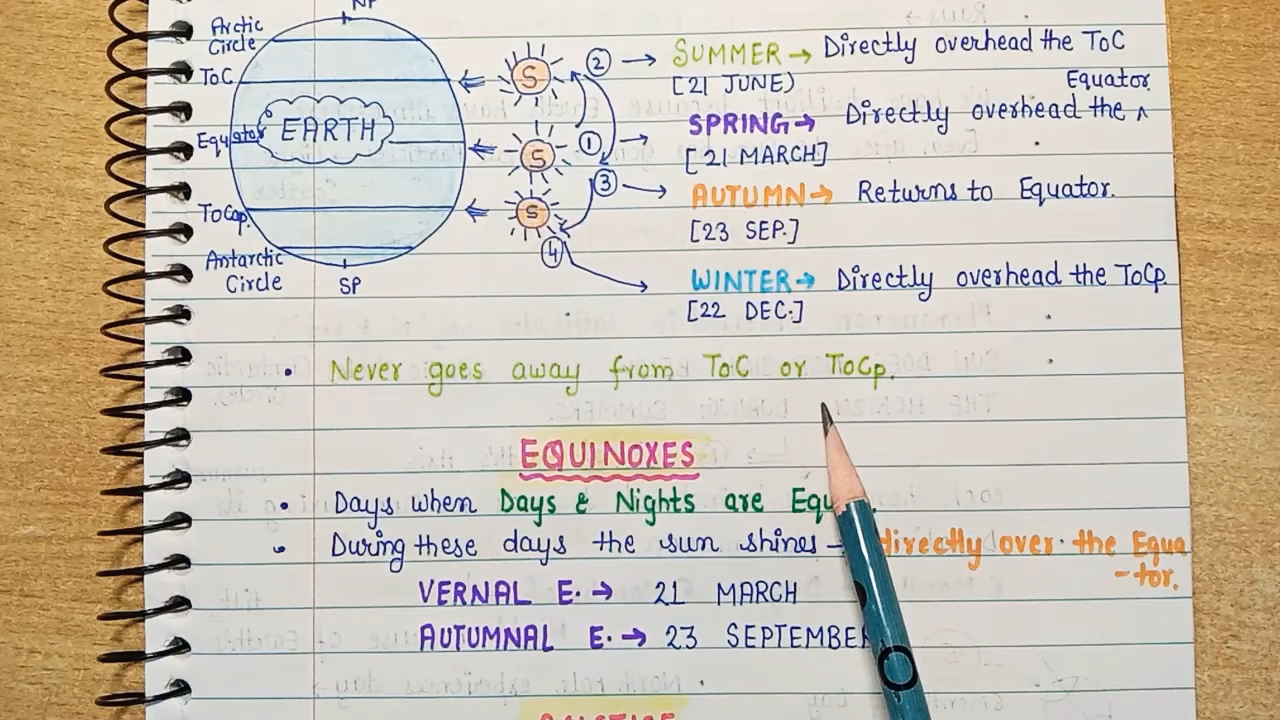 NP
Arctic
Circle
ToC
Equator
ToCap.
Antarctic
Circle
EARTH
SP
S
S
S
② → SUMMER → Directly overhead the ToC
[21 JUNE)
① → SPRING → Directly overhead the ^ Equator.
[21 MARCH]
③ → AUTUMN → Returns to Equator.
[23 SEP.]
④ → WINTER → Directly overhead the ToCp.
[22 DEC.]
• Never goes away from ToC or ToCp.
EQUINOXES
• Days when Days & Nights are Equ
• During these days the sun shines - directly over the Equa
-tor.
VERNAL E. → 21 MARCH
AUTUMNAL E. → 23 SEPTEMBER